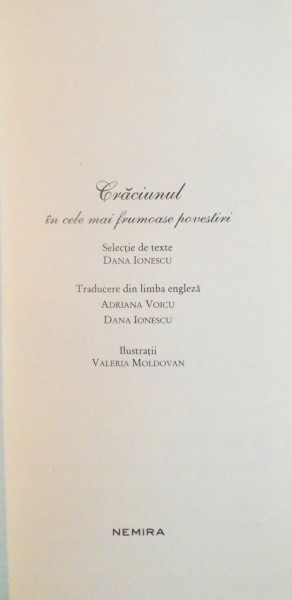 Crăciunul
în cele mai frumoase povestiri
Selecție de texte
DANA IONESCU
Traducere din limba engleză
ADRIANA VOICU
DANA IONESCU
Ilustrații
VALERIA MOLDOVAN
NEMIRA